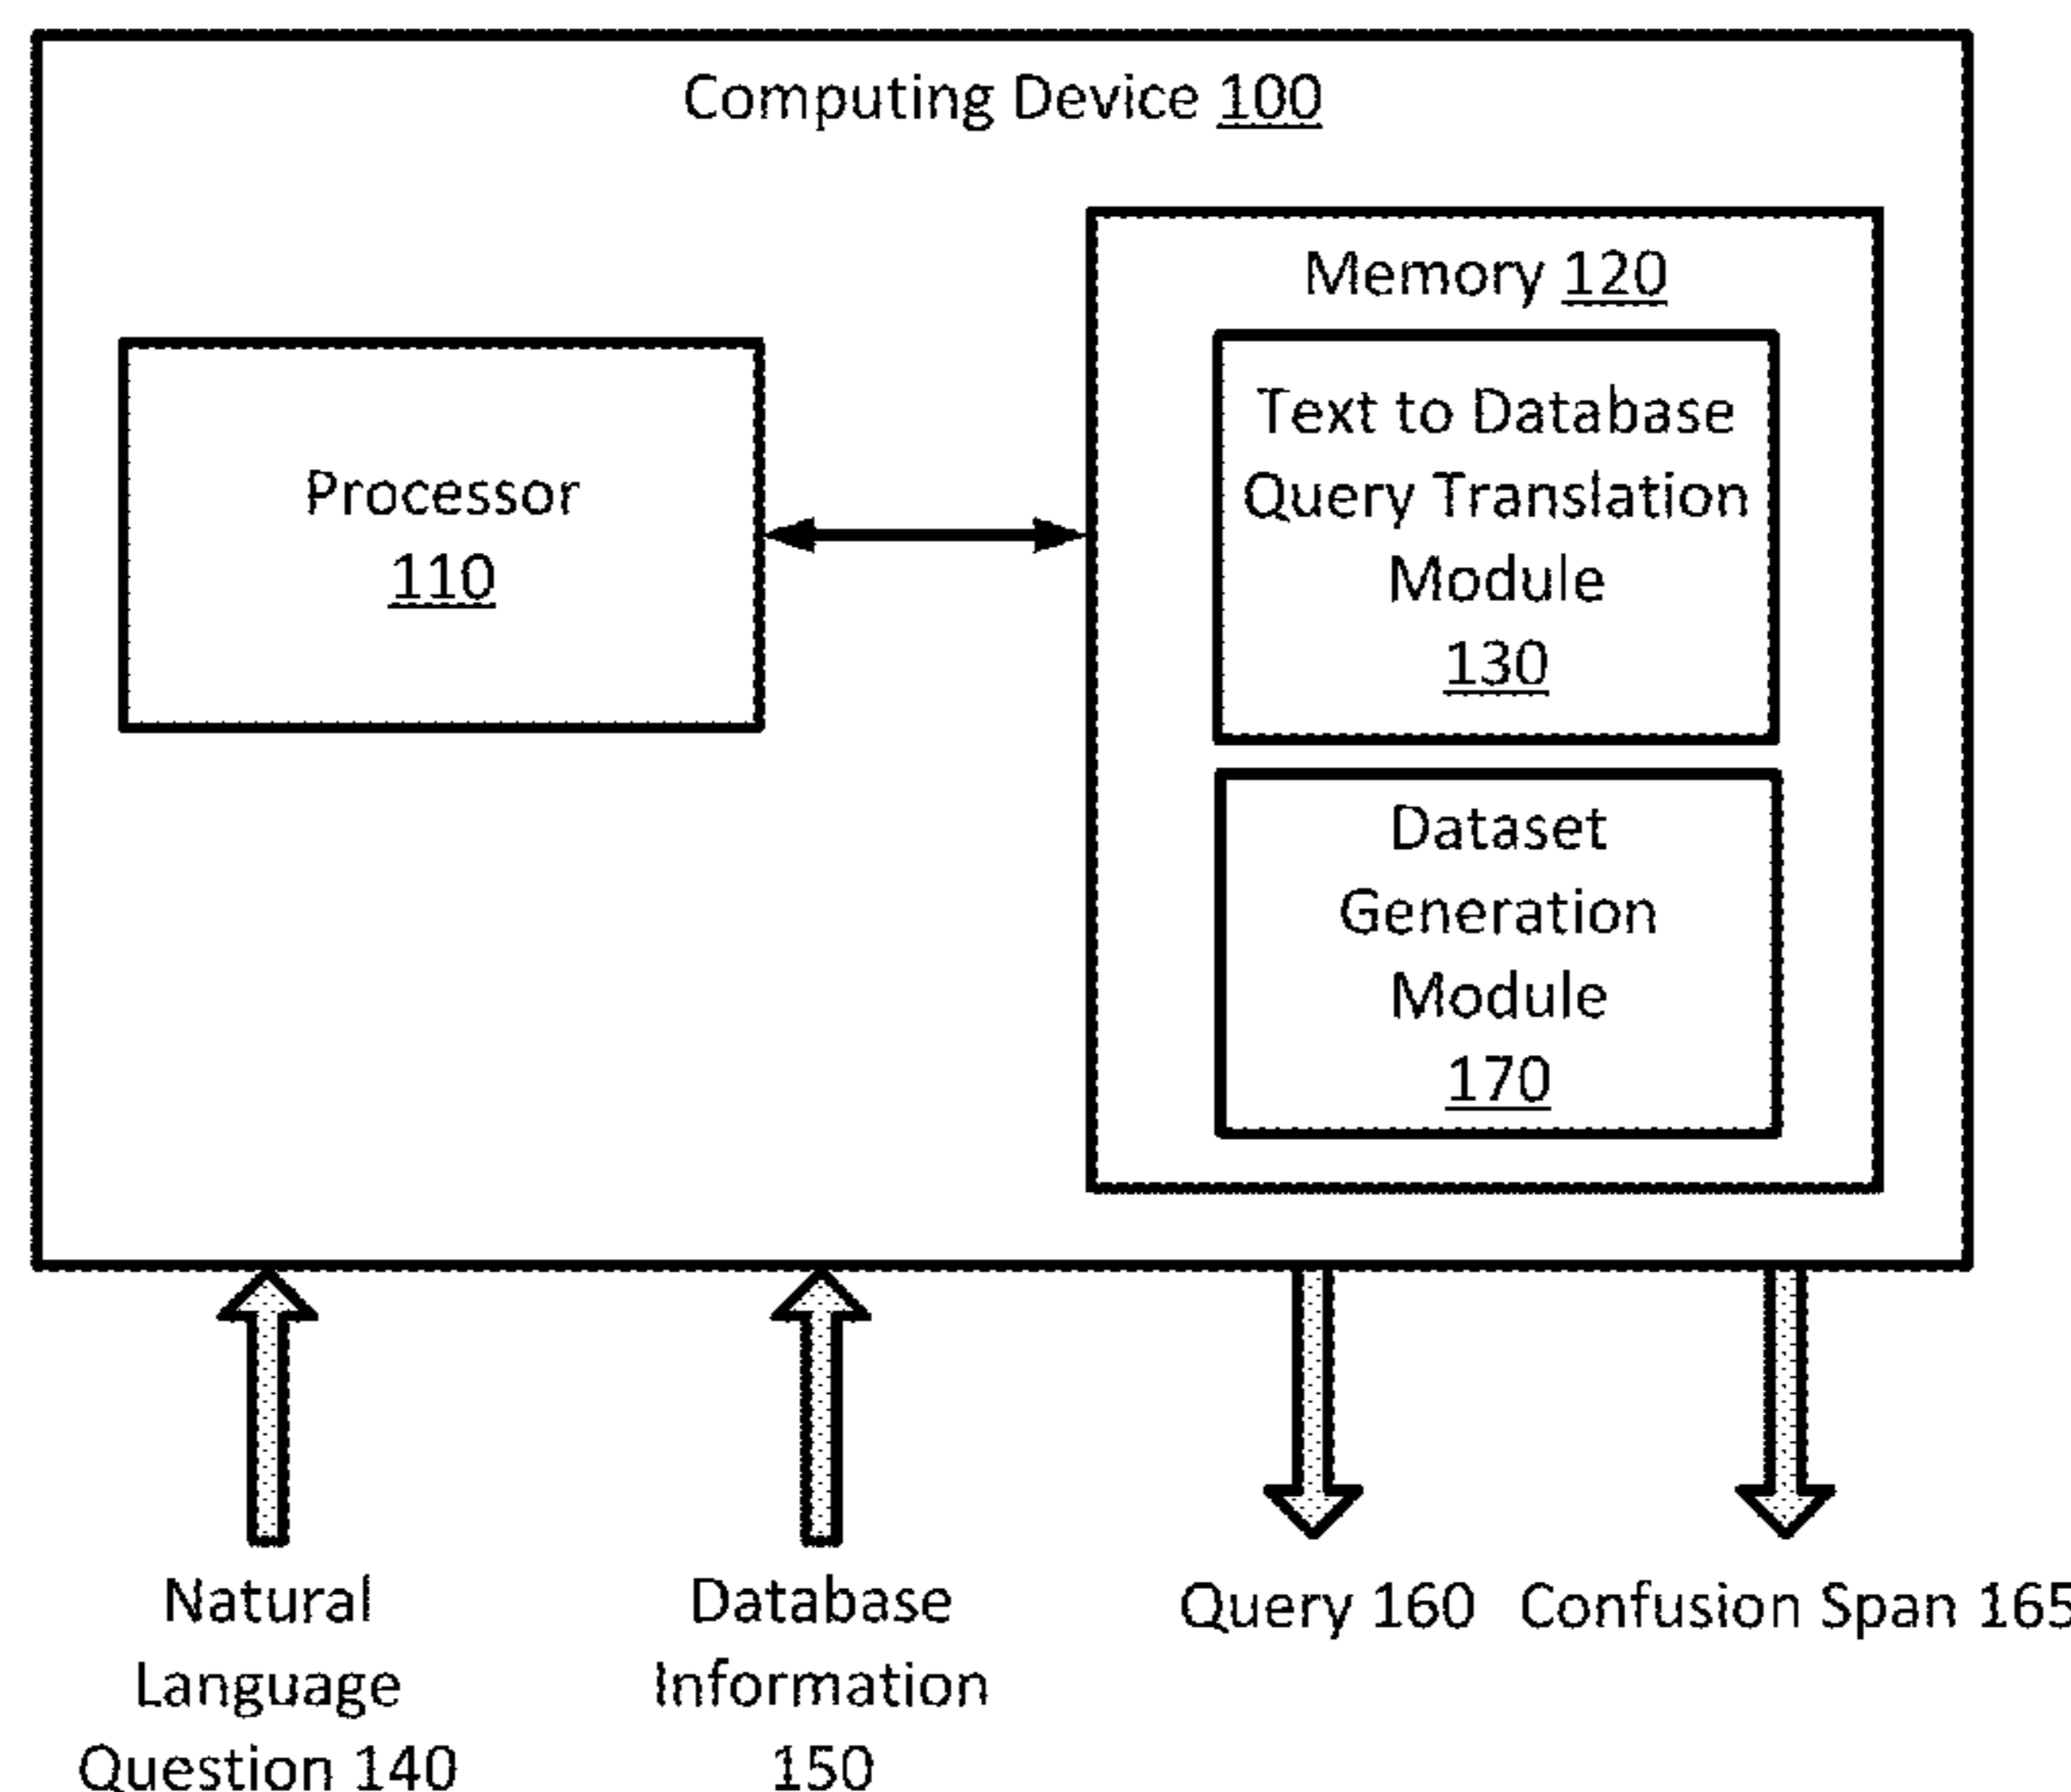 Computing Device 100
Memory 120
Processor
110
Text to Database
Query Translation
Module
130
Dataset
Generation
Module
170
Natural
Language
Question 140
Database
Information
150
Query 160
Confusion Span 165